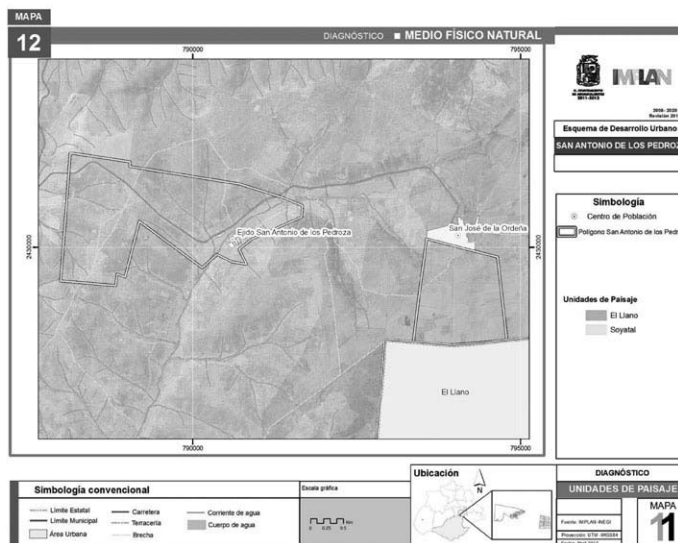 MAPA
12
DIAGNÓSTICO ■ MEDIO FÍSICO NATURAL
790000
795000
2430000
2430000
790000
795000
Ejido San Antonio de los Pedroza
San José de la Ordeña
El Llano
IMPLAN
Esquema de Desarrollo Urbano
SAN ANTONIO DE LOS PEDROZ
Simbología
Centro de Población
Polígono San Antonio de los Pedr
Unidades de Paisaje
El Llano
Soyatal
Simbología convencional
Límite Estatal
Límite Municipal
Área Urbana
Carretera
Terracería
Brecha
Corriente de agua
Cuerpo de agua
Escala gráfica
Ubicación
N
DIAGNÓSTICO
UNIDADES DE PAISAJE
Fuente: IMPLAN-INEGI
MAPA
11